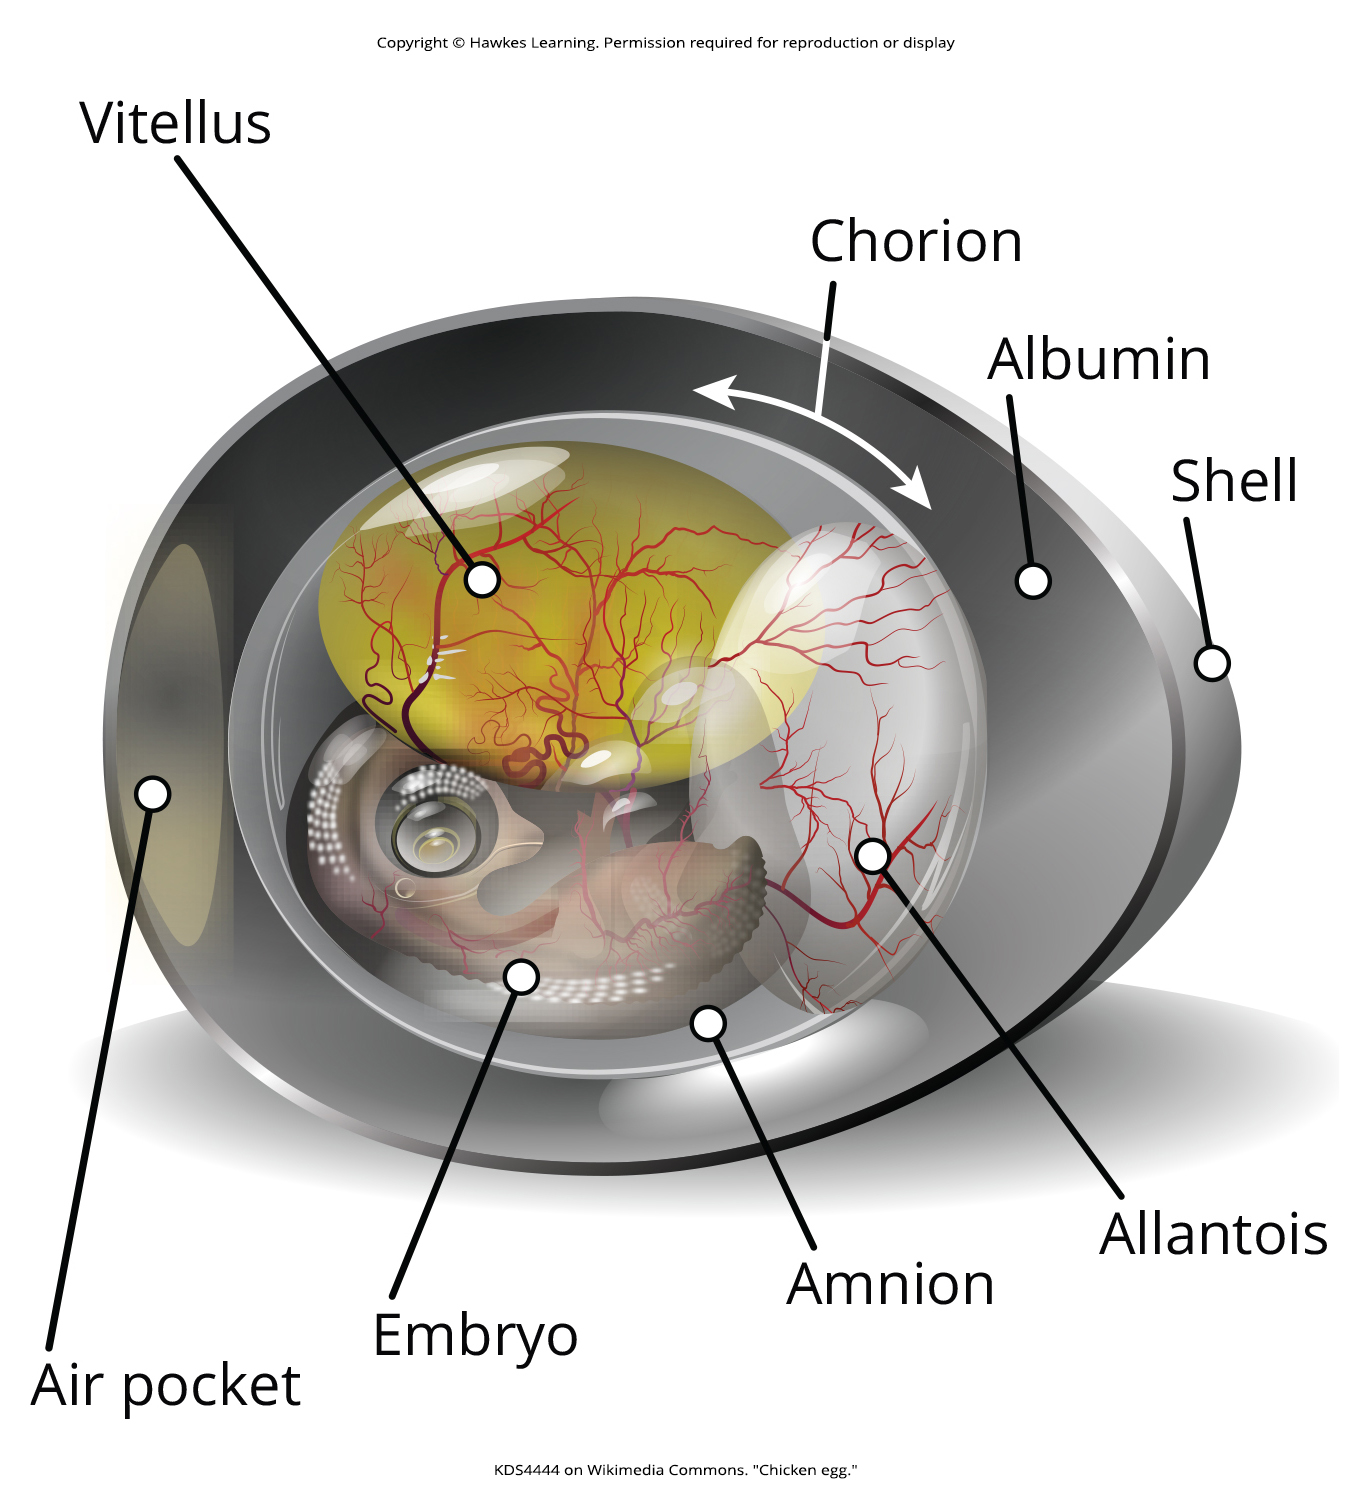 Copyright © Hawkes Learning. Permission required for reproduction or display
Vitellus
Chorion
Albumin
Shell
Allantois
Amnion
Embryo
Air pocket
KDS4444 on Wikimedia Commons. "Chicken egg."